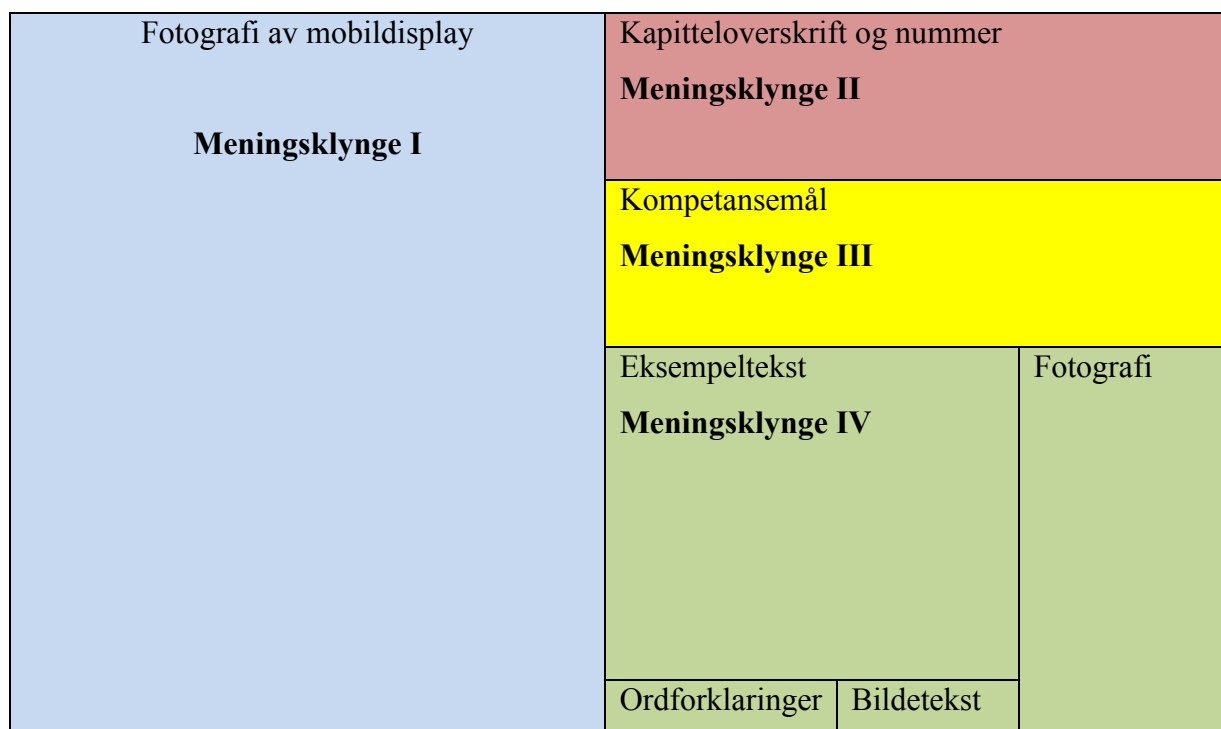 Fotografi av mobildisplay
Meningsklynge I
Kapitteloverskrift og nummer
Meningsklynge II
Kompetansemål
Meningsklynge III
Eksempeltekst
Meningsklynge IV
Fotografi
Ordforklaringer
Bildetekst